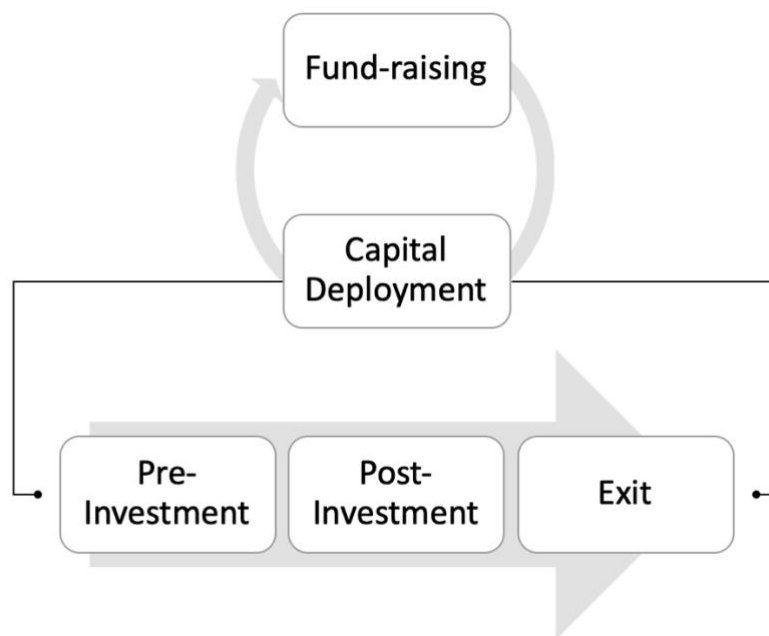 Fund-raising
Capital
Deployment
Pre-
Investment
Post-
Investment
Exit